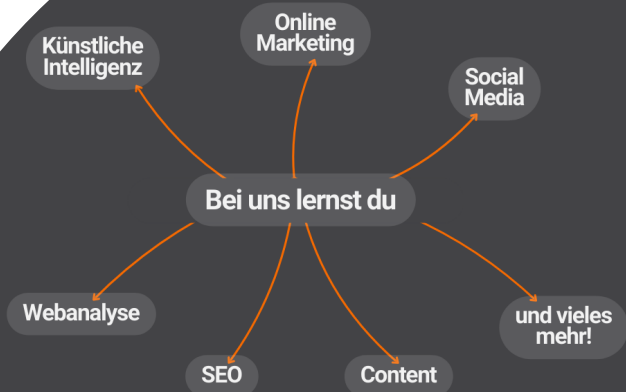 Künstliche
Intelligenz
Online
Marketing
Social
Media
Bei uns lernst du
Webanalyse
SEO
Content
und vieles
mehr!